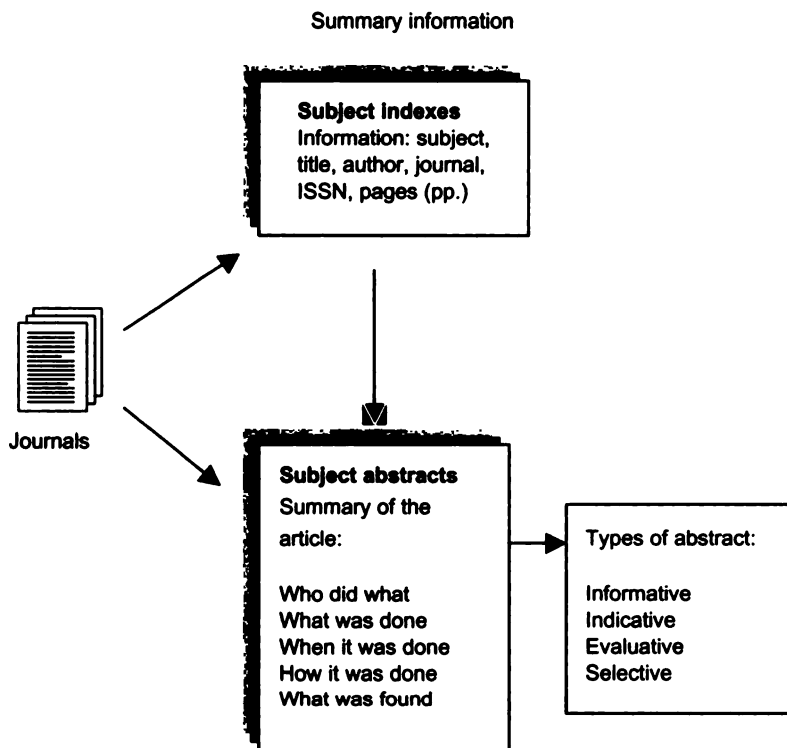 Summary information
Subject indexes
Information: subject,
title, author, journal,
ISSN, pages (pp.)
Journals
Subject abstracts
Summary of the
article:
Who did what
What was done
When it was done
How it was done
What was found
Types of abstract:
Informative
Indicative
Evaluative
Selective